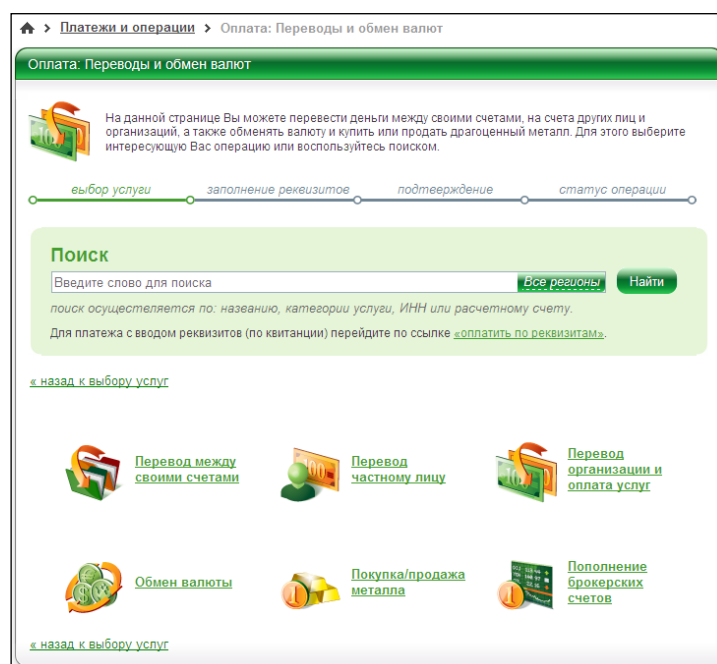 Платежи и операции > Оплата: Переводы и обмен валют
Оплата: Переводы и обмен валют
На данной странице Вы можете перевести деньги между своими счетами, на счета других лиц и
организаций, а также обменять валюту и купить или продать драгоценный металл. Для этого выберите
интересующую Вас операцию или воспользуйтесь поиском.
выбор услуги заполнение реквизитов подтверждение статус операции
Поиск
Введите слово для поиска Все регионы Найти
поиск осуществляется по: названию, категории услуги, ИНН или расчетному счету.
Для платежа с вводом реквизитов (по квитанции) перейдите по ссылке «оплатить по реквизитам».
« назад к выбору услуг
Перевод между
своими счетами
Перевод
частному лицу
Перевод
организации и
оплата услуг
Обмен валюты
Покупка/продажа
металла
Пополнение
брокерских
счетов
« назад к выбору услуг